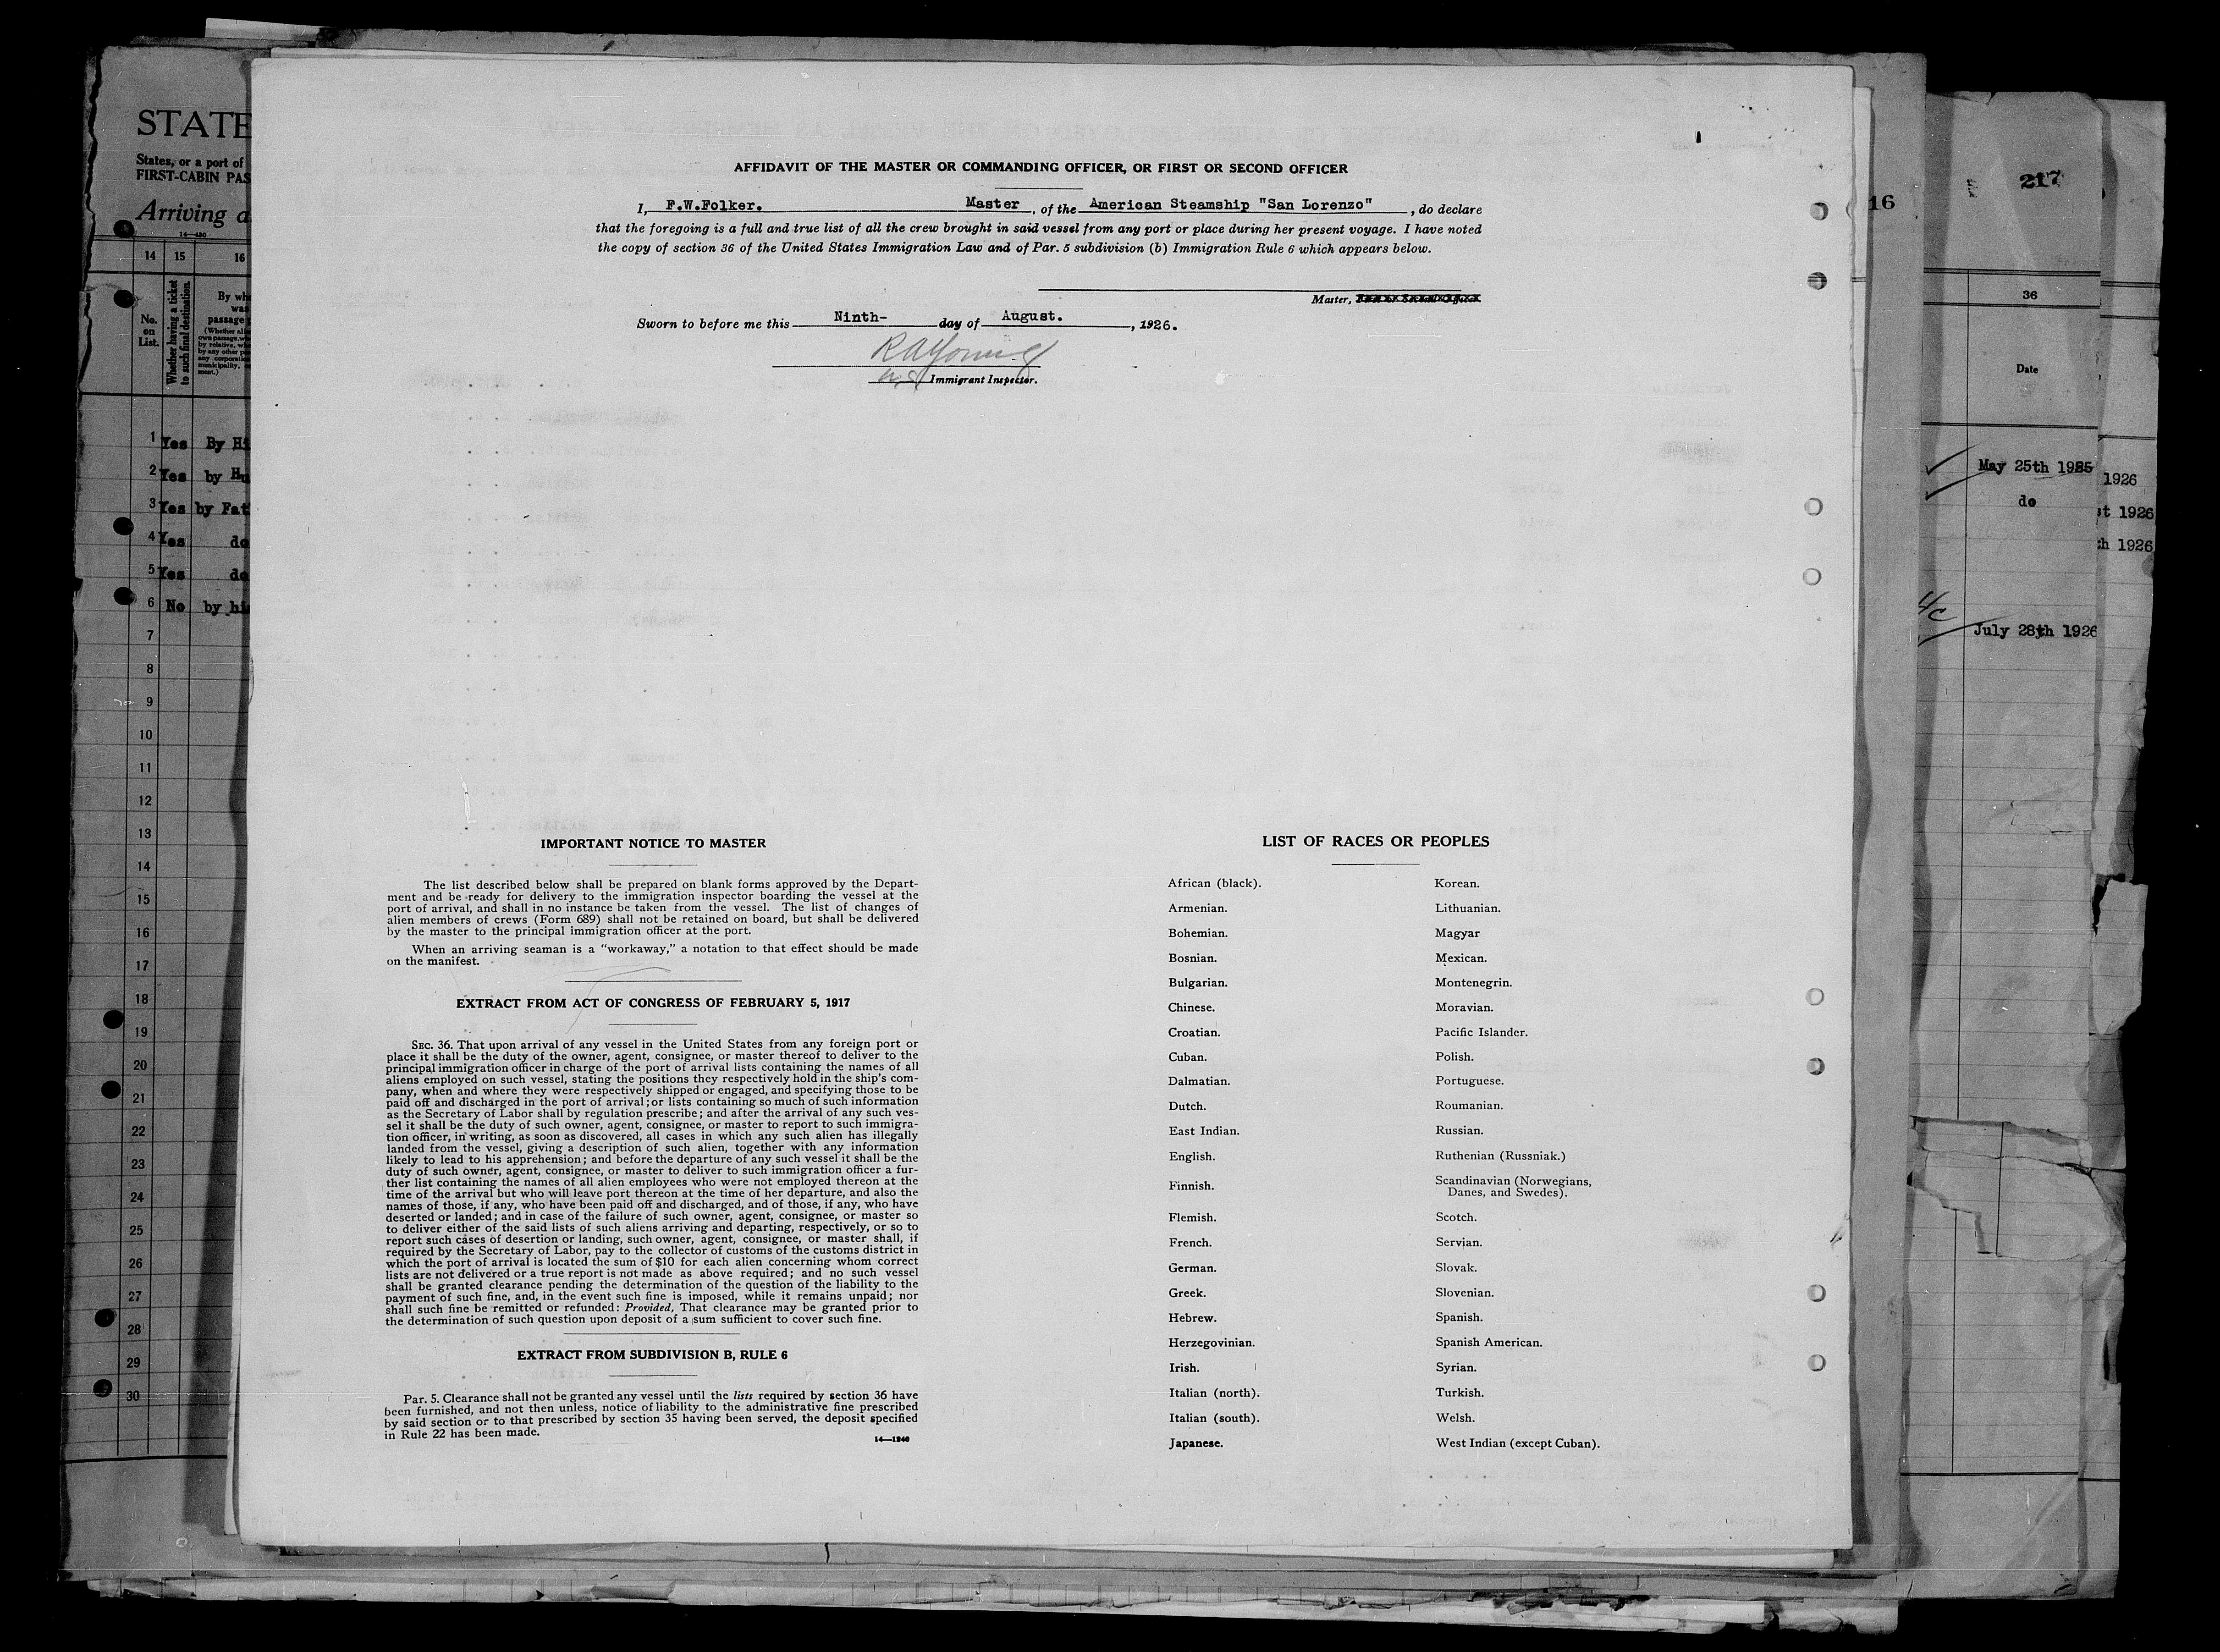 STATE
States, or a port of
FIRST-CABIN PAS
Arriving a
14—430
14 15 16
No. on List.
Whether having a ticket to such final destination.
By wh
was
passage
1 Yes By Hi
2 Yes by Hu
3 Yes by Fat
4 Yes do
5 Yes do
6 No by hi
7
8
9
10
11
12
13
14
15
16
17
18
19
20
21
22
23
24
25
26
27
28
29
30
AFFIDAVIT OF THE MASTER OR COMMANDING OFFICER, OR FIRST OR SECOND OFFICER
I, F.W.Folker. Master, of the American Steamship "San Lorenzo", do declare
that the foregoing is a full and true list of all the crew brought in said vessel from any port or place during her present voyage. I have noted
the copy of section 36 of the United States Immigration Law and of Par. 5 subdivision (b) Immigration Rule 6 which appears below.
Master,
Sworn to before me this Ninth- day of August. , 1926.
R A Young
U.S. Immigrant Inspector.
IMPORTANT NOTICE TO MASTER
The list described below shall be prepared on blank forms approved by the Depart-
ment and be ready for delivery to the immigration inspector boarding the vessel at the
port of arrival, and shall in no instance be taken from the vessel. The list of changes of
alien members of crews (Form 689) shall not be retained on board, but shall be delivered
by the master to the principal immigration officer at the port.
When an arriving seaman is a "workaway," a notation to that effect should be made
on the manifest.
EXTRACT FROM ACT OF CONGRESS OF FEBRUARY 5, 1917
SEC. 36. That upon arrival of any vessel in the United States from any foreign port or
place it shall be the duty of the owner, agent, consignee, or master thereof to deliver to the
principal immigration officer in charge of the port of arrival lists containing the names of all
aliens employed on such vessel, stating the positions they respectively hold in the ship's com-
pany, when and where they were respectively shipped or engaged, and specifying those to be
paid off and discharged in the port of arrival; or lists containing so much of such information
as the Secretary of Labor shall by regulation prescribe; and after the arrival of any such ves-
sel it shall be the duty of such owner, agent, consignee, or master to report to such immigra-
tion officer, in writing, as soon as discovered, all cases in which any such alien has illegally
landed from the vessel, giving a description of such alien, together with any information
likely to lead to his apprehension; and before the departure of any such vessel it shall be the
duty of such owner, agent, consignee, or master to deliver to such immigration officer a fur-
ther list containing the names of all alien employees who were not employed thereon at the
time of the arrival but who will leave port thereon at the time of her departure, and also the
names of those, if any, who have been paid off and discharged, and of those, if any, who have
deserted or landed; and in case of the failure of such owner, agent, consignee, or master so
to deliver either of the said lists of such aliens arriving and departing, respectively, or so to
report such cases of desertion or landing, such owner, agent, consignee, or master shall, if
required by the Secretary of Labor, pay to the collector of customs of the customs district in
which the port of arrival is located the sum of $10 for each alien concerning whom correct
lists are not delivered or a true report is not made as above required; and no such vessel
shall be granted clearance pending the determination of the question of the liability to the
payment of such fine, and, in the event such fine is imposed, while it remains unpaid; nor
shall such fine be remitted or refunded: Provided, That clearance may be granted prior to
the determination of such question upon deposit of a sum sufficient to cover such fine.
EXTRACT FROM SUBDIVISION B, RULE 6
Par. 5. Clearance shall not be granted any vessel until the lists required by section 36 have
been furnished, and not then unless, notice of liability to the administrative fine prescribed
by said section or to that prescribed by section 35 having been served, the deposit specified
in Rule 22 has been made.
14—1240
LIST OF RACES OR PEOPLES
African (black).
Armenian.
Bohemian.
Bosnian.
Bulgarian.
Chinese.
Croatian.
Cuban.
Dalmatian.
Dutch.
East Indian.
English.
Finnish.
Flemish.
French.
German.
Greek.
Hebrew.
Herzegovinian.
Irish.
Italian (north).
Italian (south).
Japanese.
Korean.
Lithuanian.
Magyar
Mexican.
Montenegrin.
Moravian.
Pacific Islander.
Polish.
Portuguese.
Roumanian.
Russian.
Ruthenian (Russniak.)
Scandinavian (Norwegians,
Danes, and Swedes).
Scotch.
Servian.
Slovak.
Slovenian.
Spanish.
Spanish American.
Syrian.
Turkish.
Welsh.
West Indian (except Cuban).
16
217
36
Date
May 25th 1925
do
July 28th 1926
1926
st 1926
th 1926